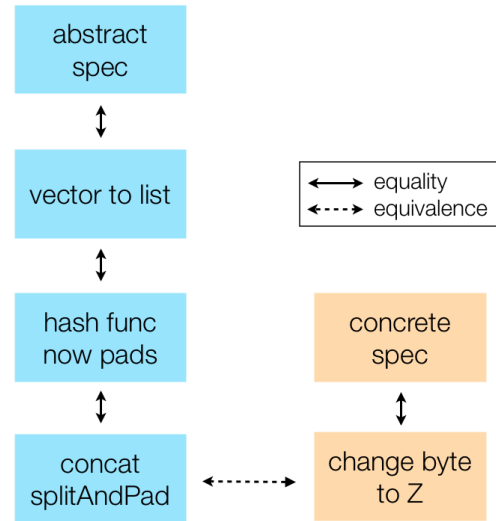 abstract
spec
vector to list
equality
equivalence
hash func
now pads
concrete
spec
concat
splitAndPad
change byte
to Z